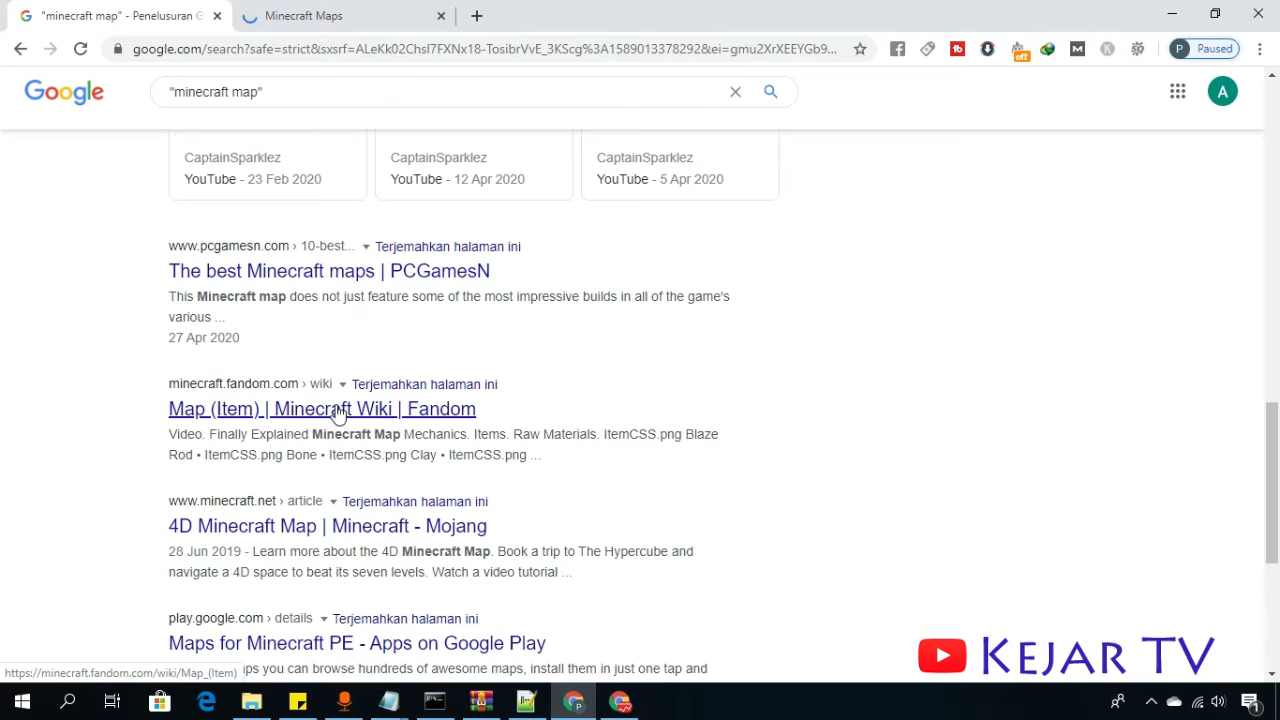 "minecraft map" - Penelusuran G
Minecraft Maps
google.com/search?safe=strict&sxsrf=ALeKk02Chsl7FXNx18-TosibrVvE_3KScg%3A1589013378292&ei=gmu2XrXEEYGb9...
Paused
Google
"minecraft map"
A
CaptainSparklez
YouTube - 23 Feb 2020
CaptainSparklez
YouTube - 12 Apr 2020
CaptainSparklez
YouTube - 5 Apr 2020
www.pcgamesn.com › 10-best... Terjemahkan halaman ini
The best Minecraft maps | PCGamesN
This Minecraft map does not just feature some of the most impressive builds in all of the game's
various ...
27 Apr 2020
minecraft.fandom.com › wiki Terjemahkan halaman ini
Map (Item) | Minecraft Wiki | Fandom
Video. Finally Explained Minecraft Map Mechanics. Items. Raw Materials. ItemCSS.png Blaze
Rod • ItemCSS.png Bone • ItemCSS.png Clay • ItemCSS.png ...
www.minecraft.net › article Terjemahkan halaman ini
4D Minecraft Map | Minecraft - Mojang
28 Jun 2019 - Learn more about the 4D Minecraft Map. Book a trip to The Hypercube and
navigate a 4D space to beat its seven levels. Watch a video tutorial ...
play.google.com › details Terjemahkan halaman ini
Maps for Minecraft PE - Apps on Google Play
ps you can browse hundreds of awesome maps, install them in just one tap and
https://minecraft.fandom.com/wiki/Map_(Item)
KEJAR TV